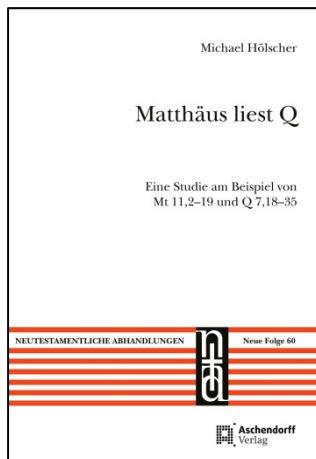 Michael Hölscher
Matthäus liest Q
Eine Studie am Beispiel von
Mt 11,2–19 und Q 7,18–35
NEUTESTAMENTLICHE ABHANDLUNGEN
nta
Neue Folge 60
Aschendorff
Verlag